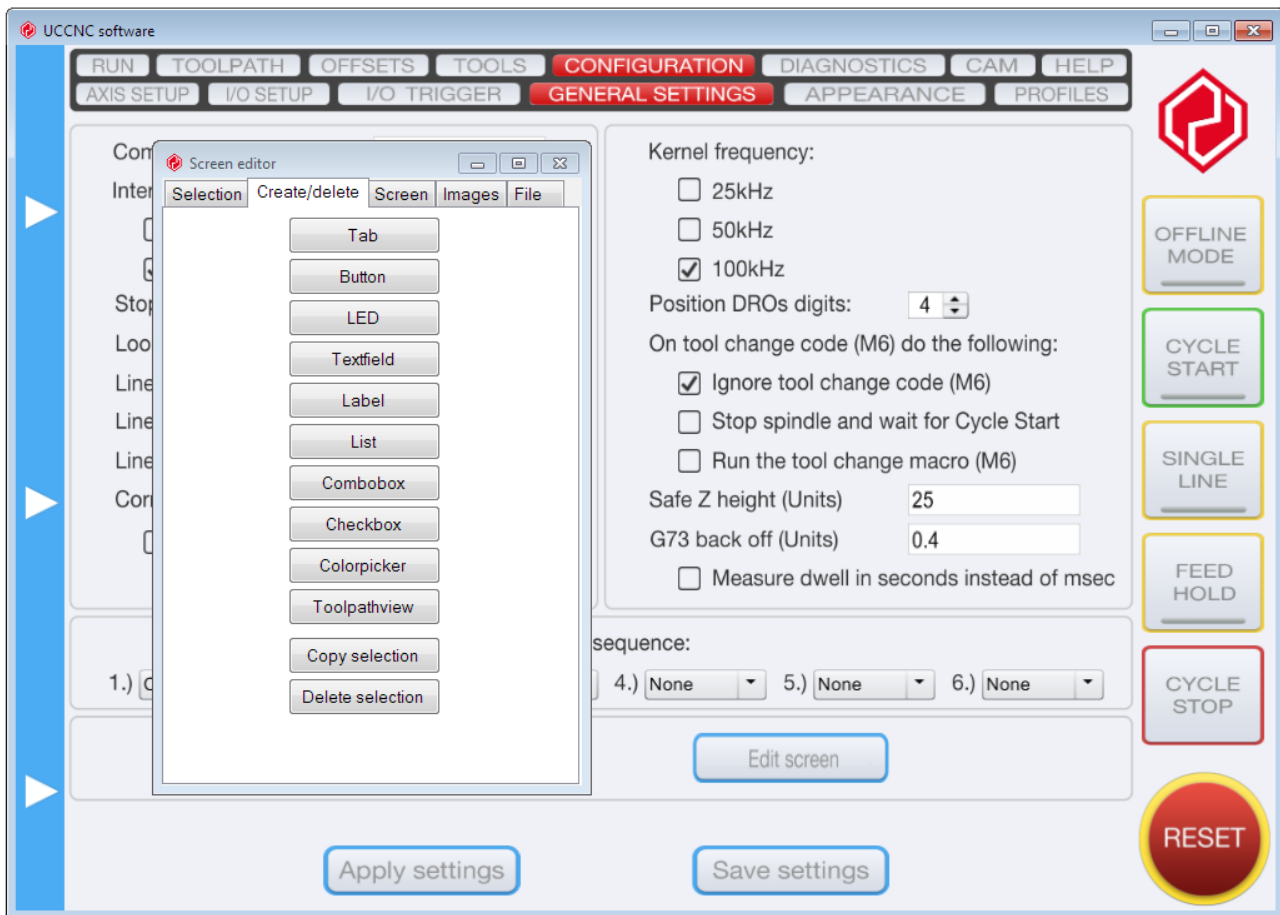 UCCNC software
RUN TOOLPATH OFFSETS TOOLS CONFIGURATION DIAGNOSTICS CAM HELP
AXIS SETUP I/O SETUP I/O TRIGGER GENERAL SETTINGS APPEARANCE PROFILES
Screen editor
Selection Create/delete Screen Images File
Tab
Button
LED
Textfield
Label
List
Combobox
Checkbox
Colorpicker
Toolpathview
Copy selection
Delete selection
Kernel frequency:
25kHz
50kHz
100kHz
Position DROs digits: 4
On tool change code (M6) do the following:
Ignore tool change code (M6)
Stop spindle and wait for Cycle Start
Run the tool change macro (M6)
Safe Z height (Units) 25
G73 back off (Units) 0.4
Measure dwell in seconds instead of msec
sequence:
1.) 4.) None 5.) None 6.) None
Edit screen
Apply settings Save settings
OFFLINE
MODE
CYCLE
START
SINGLE
LINE
FEED
HOLD
CYCLE
STOP
RESET